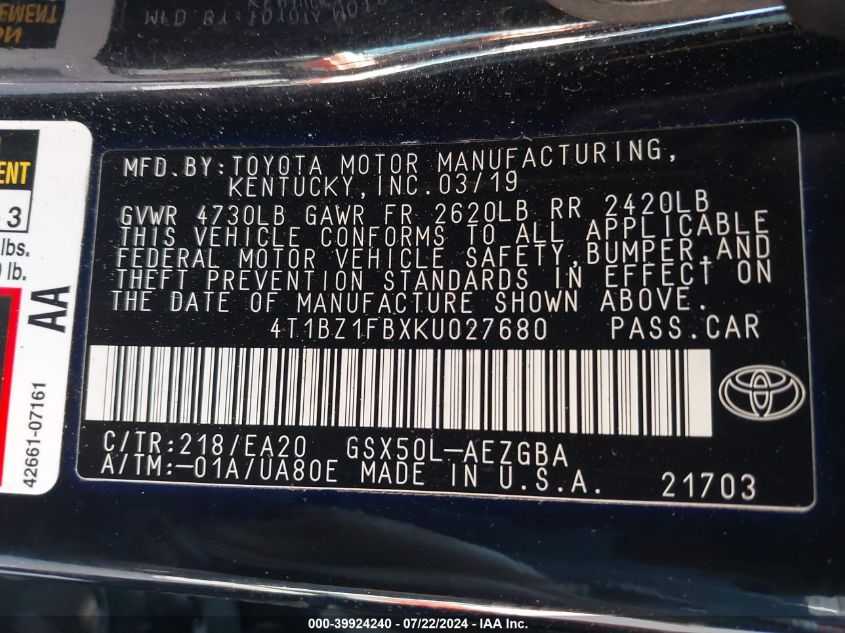 MFD. BY: TOYOTA MOTOR MANUFACTURING,
KENTUCKY, INC. 03/19
GVWR 4730LB GAWR FR 2620LB RR 2420LB
THIS VEHICLE CONFORMS TO ALL APPLICABLE
FEDERAL MOTOR VEHICLE SAFETY, BUMPER, AND
THEFT PREVENTION STANDARDS IN EFFECT ON
THE DATE OF MANUFACTURE SHOWN ABOVE.
4T1BZ1FBXKU027680 PASS. CAR
C/TR: 218/EA20 GSX50L-AEZGBA
A/TM: -01A/UA80E MADE IN U.S.A. 21703
3
lbs.
lb.
AA
42661-07161
000-39924240 - 07/22/2024 - IAA Inc.